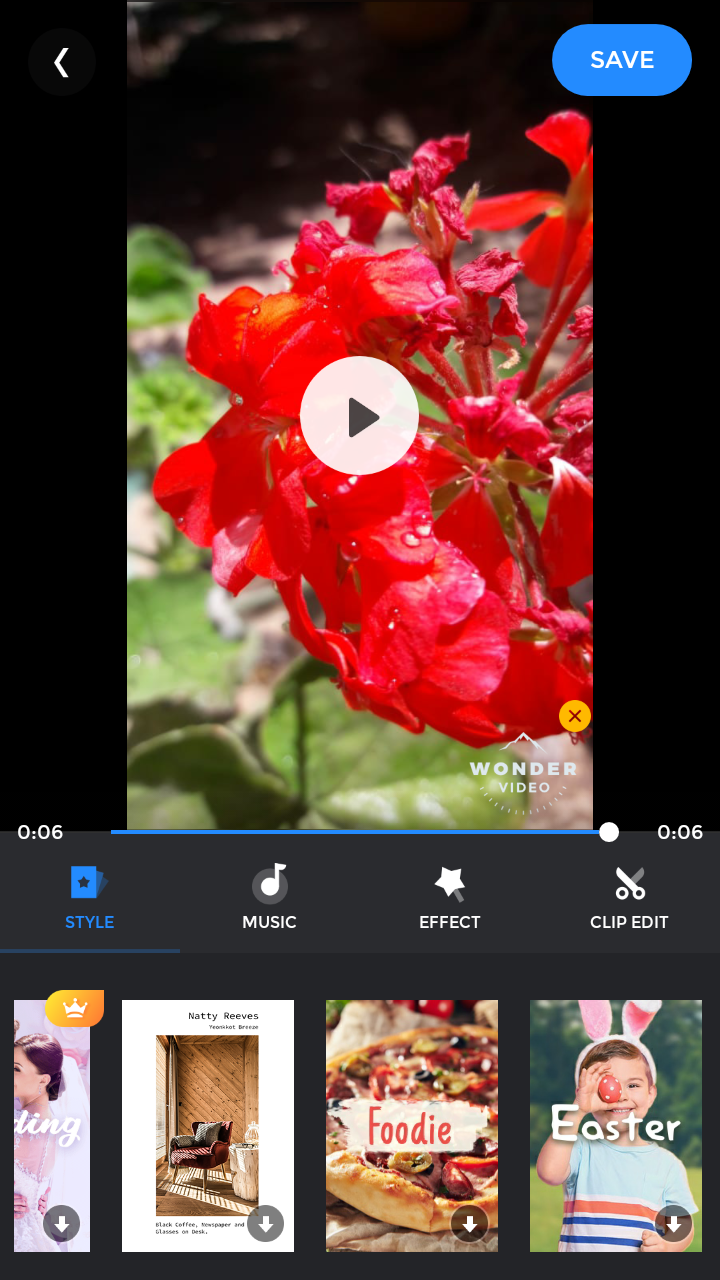 SAVE
WONDER
VIDEO
0:06
0:06
STYLE
MUSIC
EFFECT
CLIP EDIT
ding
Natty Reeves
Yeonkkot Breeze
Black Coffee, Newspaper and
Glasses on Desk.
Foodie
Easter